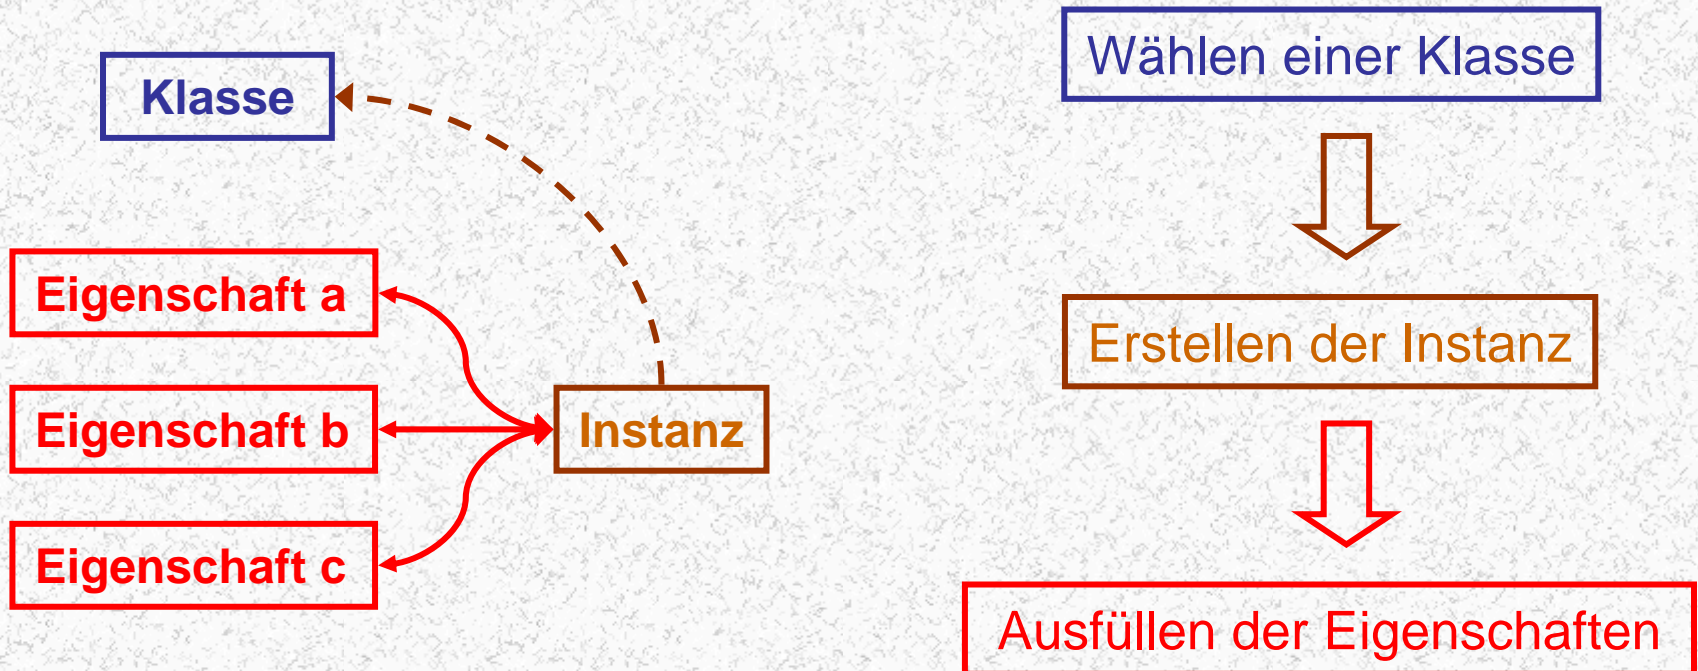 Klasse
Eigenschaft a
Eigenschaft b
Eigenschaft c
Instanz
Wählen einer Klasse
Erstellen der Instanz
Ausfüllen der Eigenschaften